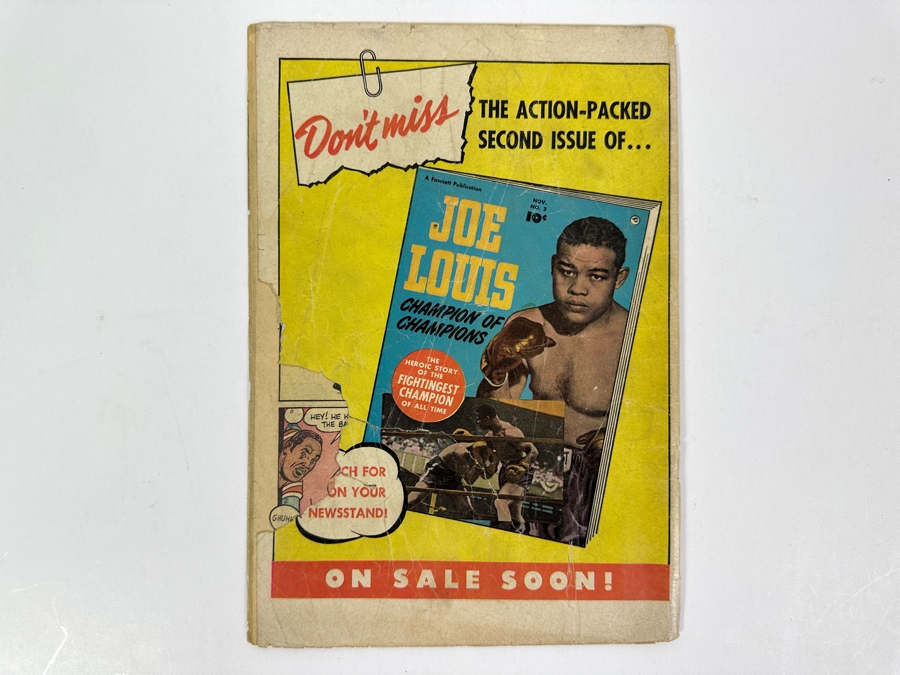 Don't miss
THE ACTION-PACKED
SECOND ISSUE OF...
A Fawcett Publication
NOV.
NO. 2
10¢
JOE
LOUIS
CHAMPION OF
CHAMPIONS
THE
HEROIC STORY
OF THE
FIGHTINGEST
CHAMPION
OF ALL TIME
HEY! HE
THE
CH FOR
ON YOUR
NEWSSTAND!
ON SALE SOON!